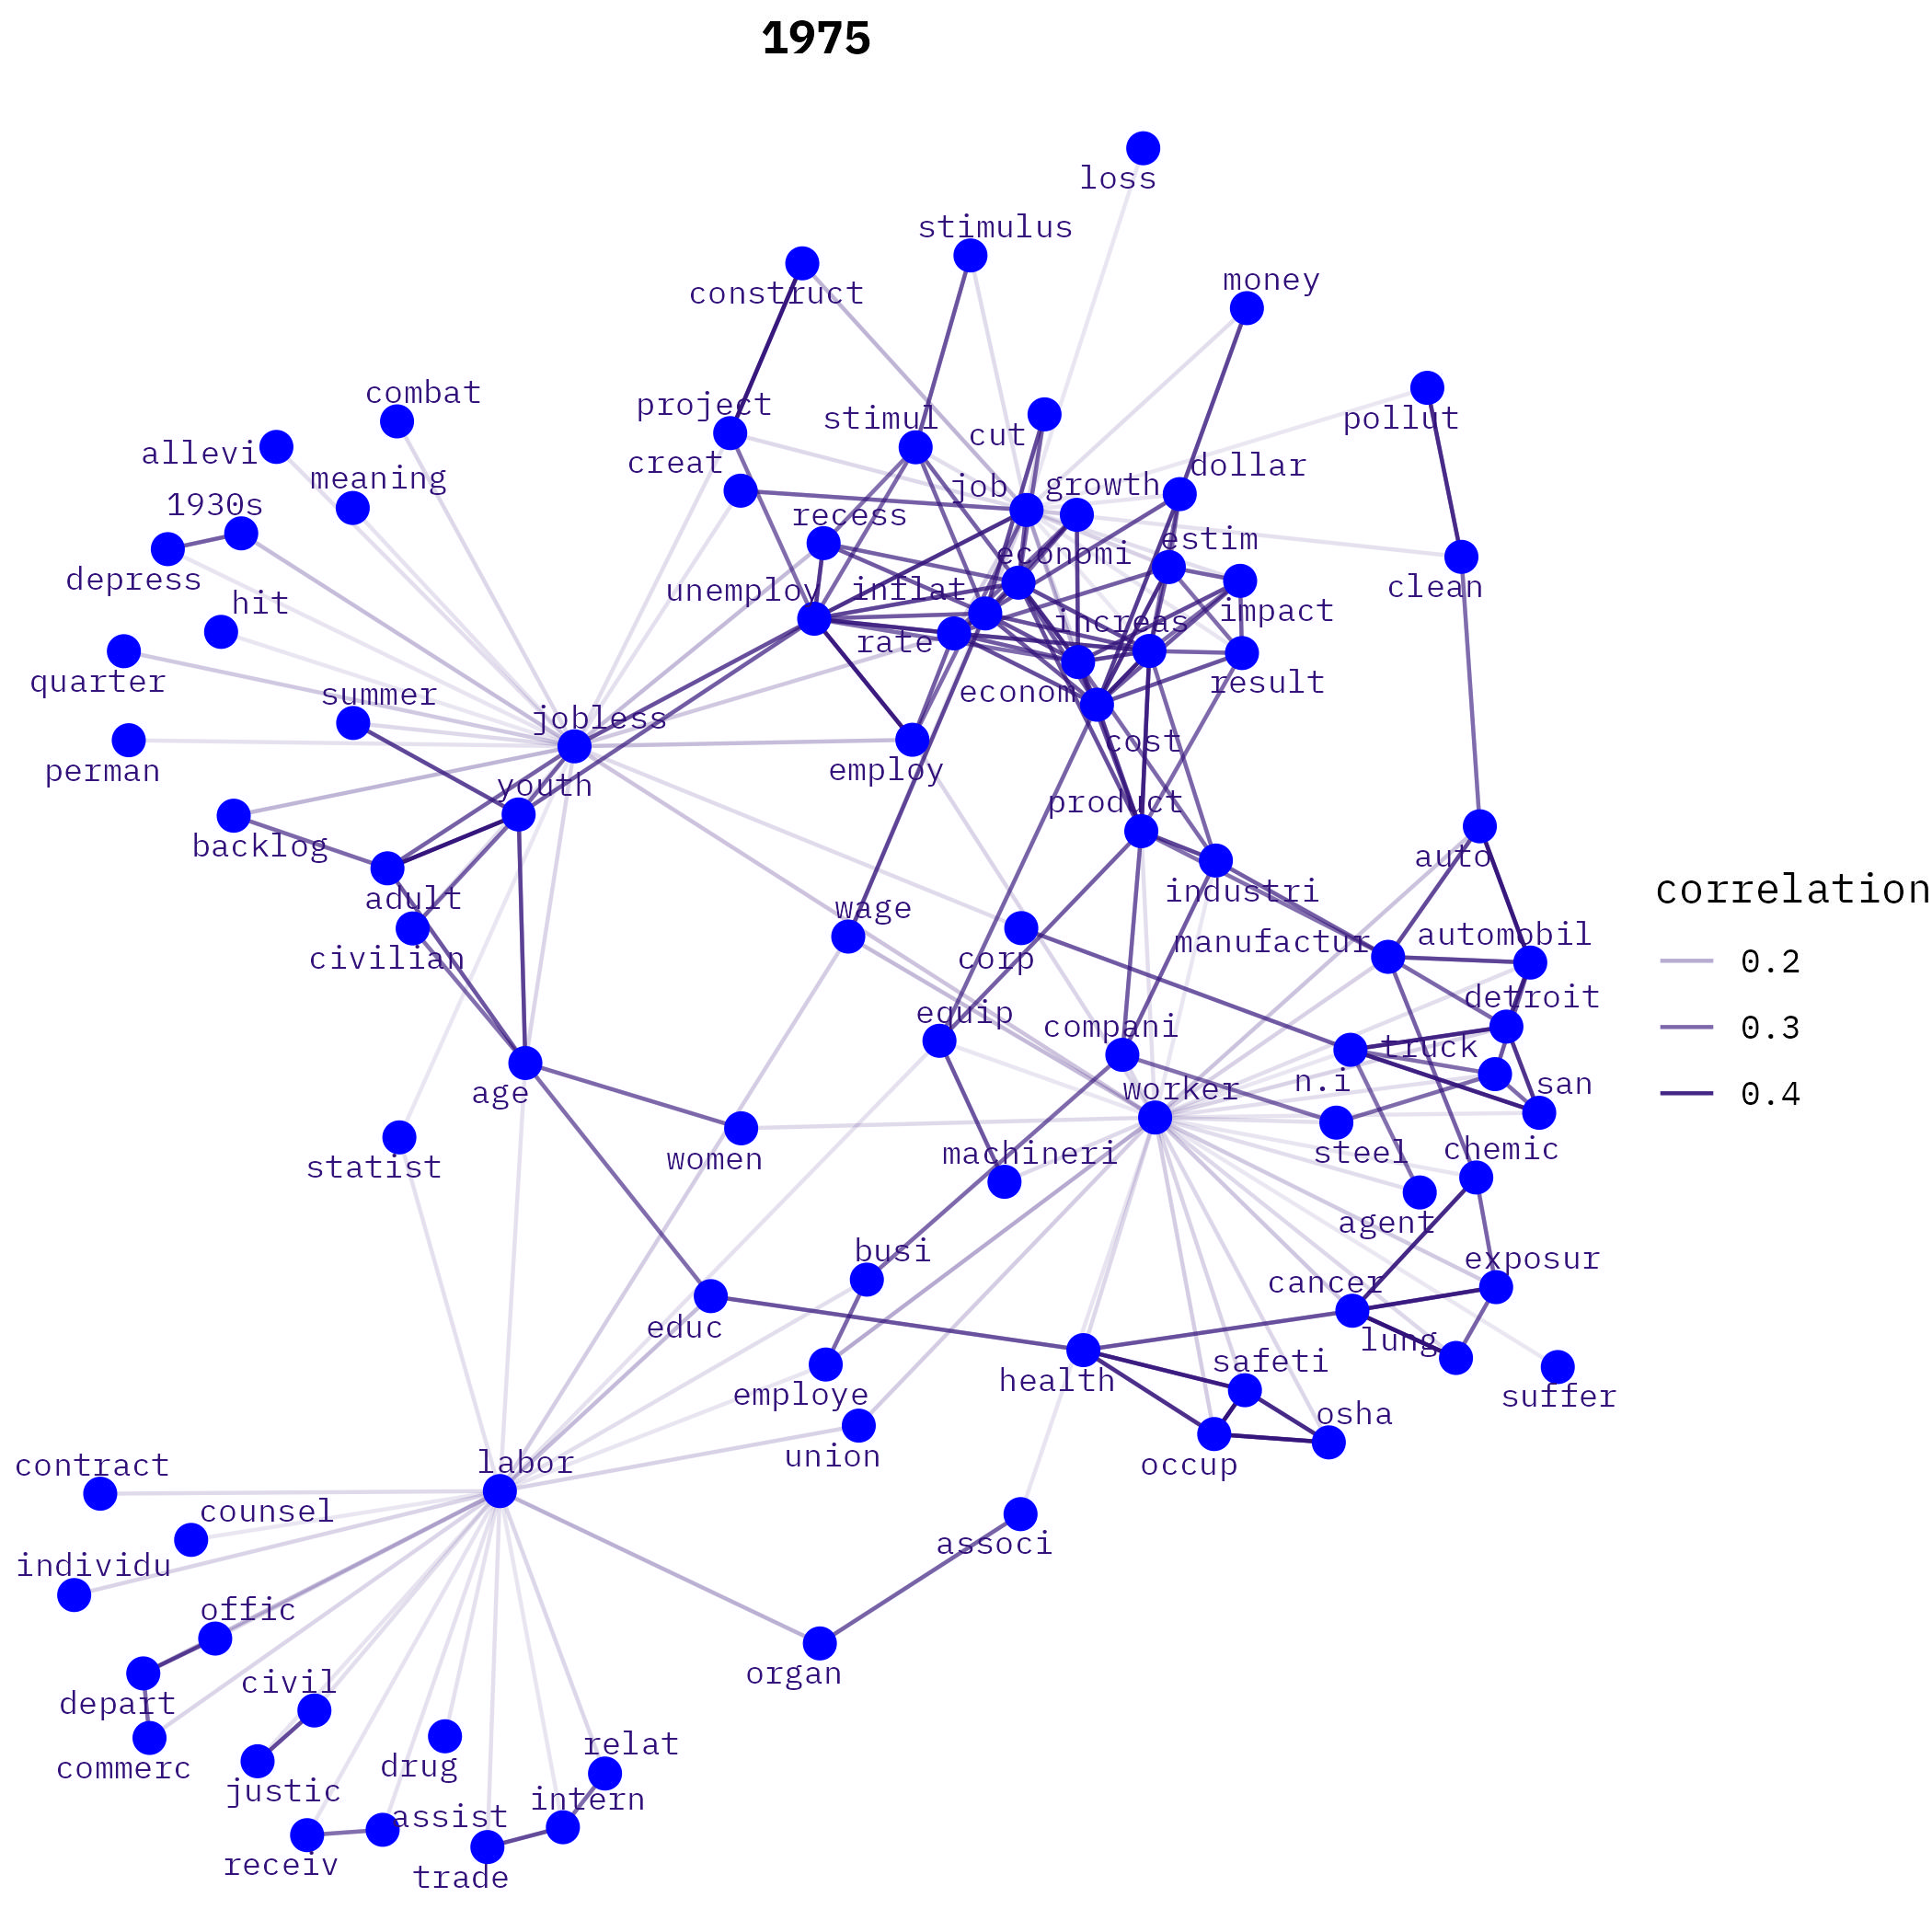 1975
loss
stimulus
money
construct
combat
project
stimul
cut
pollut
allevi
meaning
creat
job
growth
dollar
1930s
recess
economi
estim
depress
hit
unemploy
inflat
increas
impact
clean
quarter
summer
rate
econom
result
perman
jobless
employ
cost
youth
product
backlog
adult
wage
industri
auto
civilian
corp
manufactur
automobil
equip
compani
detroit
truck
age
n.i
san
worker
statist
women
machineri
steel
chemic
agent
busi
exposur
educ
cancer
employe
health
safeti
lung
suffer
labor
union
occup
osha
contract
counsel
associ
individu
offic
organ
depart
civil
commerc
justic
drug
relat
intern
assist
receiv
trade
correlation
0.2
0.3
0.4